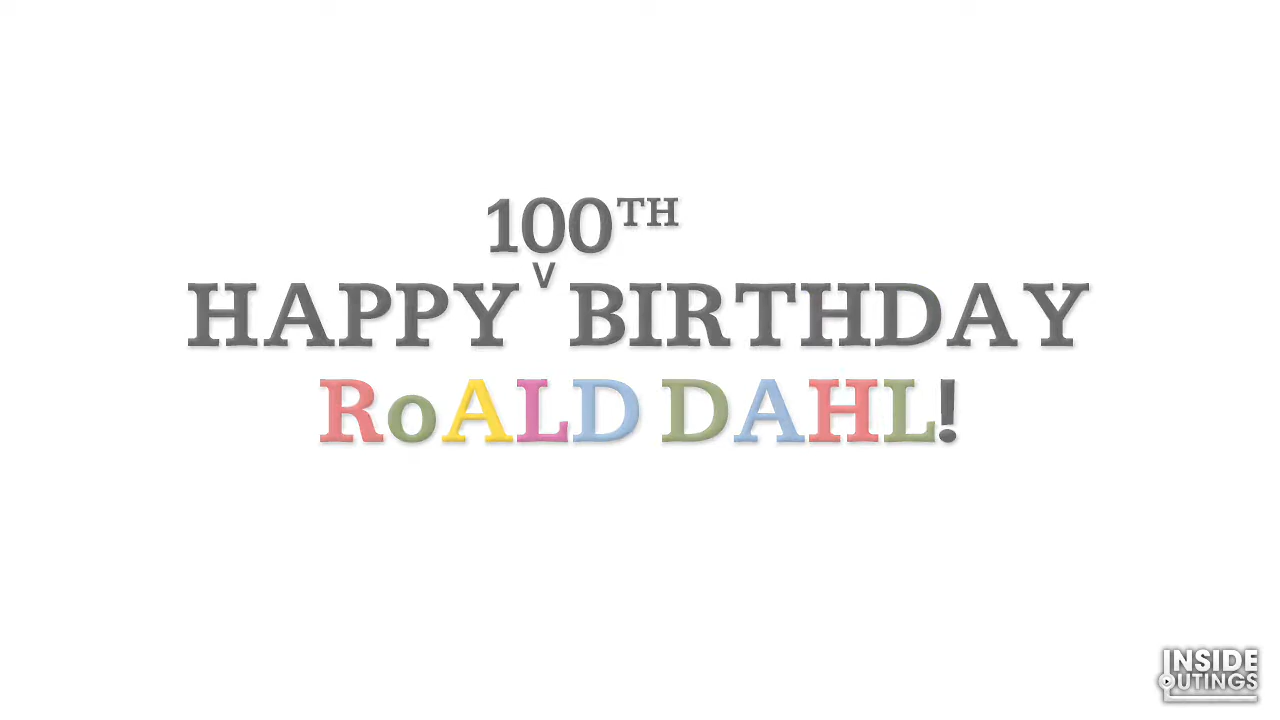 100TH
V
HAPPY BIRTHDAY
RoALD DAHL!
INSIDE
OUTINGS